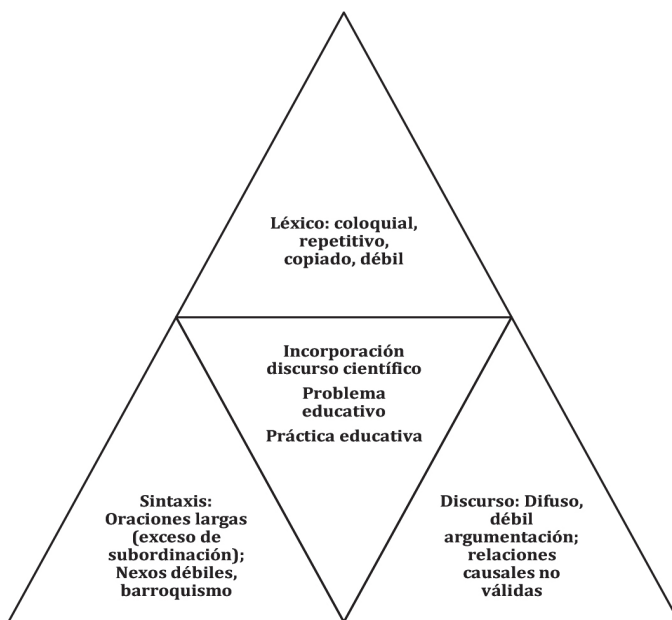 Léxico: coloquial,
repetitivo,
copiado, débil
Incorporación
discurso científico
Problema
educativo
Práctica educativa
Sintaxis:
Oraciones largas
(exceso de
subordinación);
Nexos débiles,
barroquismo
Discurso: Difuso,
débil
argumentación;
relaciones
causales no
válidas